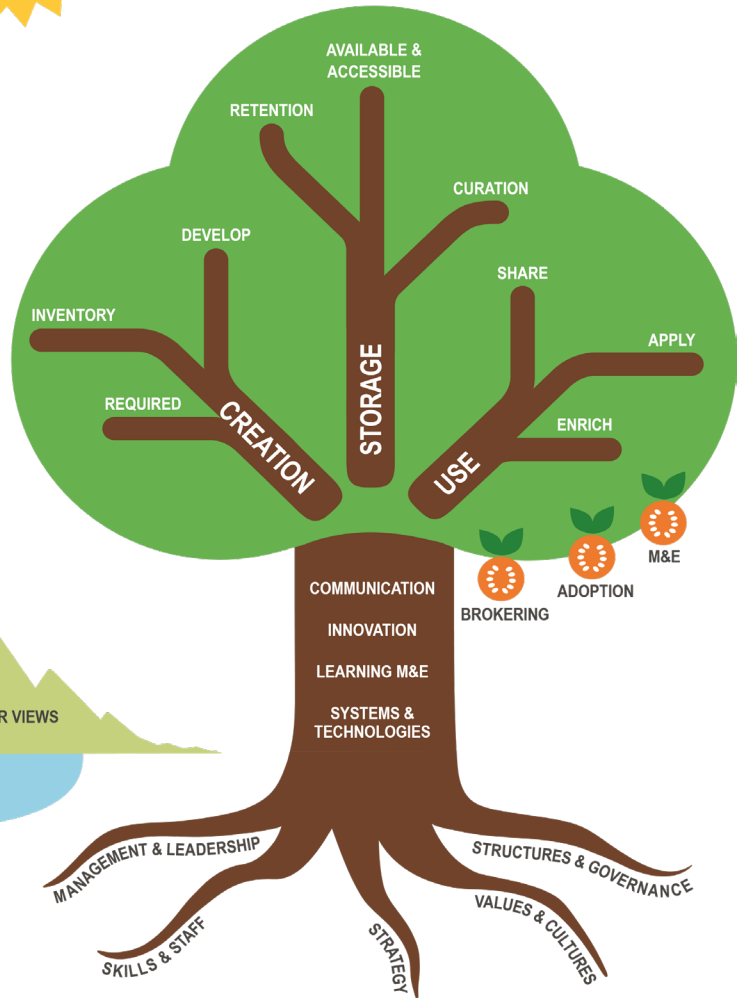 AVAILABLE &
ACCESSIBLE
RETENTION
CURATION
DEVELOP
SHARE
INVENTORY
APPLY
REQUIRED
ENRICH
CREATION
STORAGE
USE
M&E
ADOPTION
BROKERING
COMMUNICATION
INNOVATION
LEARNING M&E
SYSTEMS &
TECHNOLOGIES
VIEWS
MANAGEMENT & LEADERSHIP
STRUCTURES & GOVERNANCE
SKILLS & STAFF
STRATEGY
VALUES & CULTURES